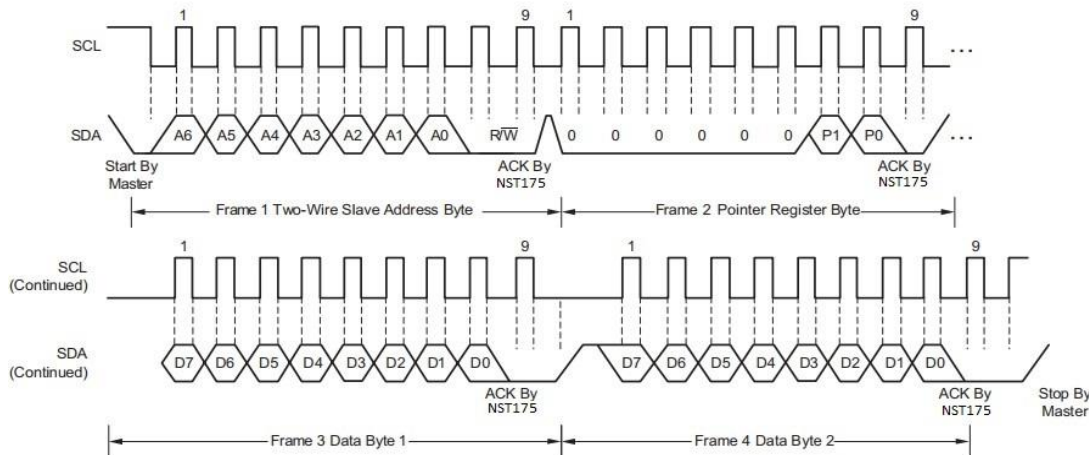 1 9 1 9
SCL ...
SDA A6 A5 A4 A3 A2 A1 A0 R/W 0 0 0 0 0 0 P1 P0 ...
Start By
Master
ACK By
NST175
ACK By
NST175
Frame 1 Two-Wire Slave Address Byte
Frame 2 Pointer Register Byte
1 9 1 9
SCL
(Continued)
SDA
(Continued)
D7 D6 D5 D4 D3 D2 D1 D0 D7 D6 D5 D4 D3 D2 D1 D0
ACK By
NST175
ACK By
NST175
Stop By
Master
Frame 3 Data Byte 1
Frame 4 Data Byte 2